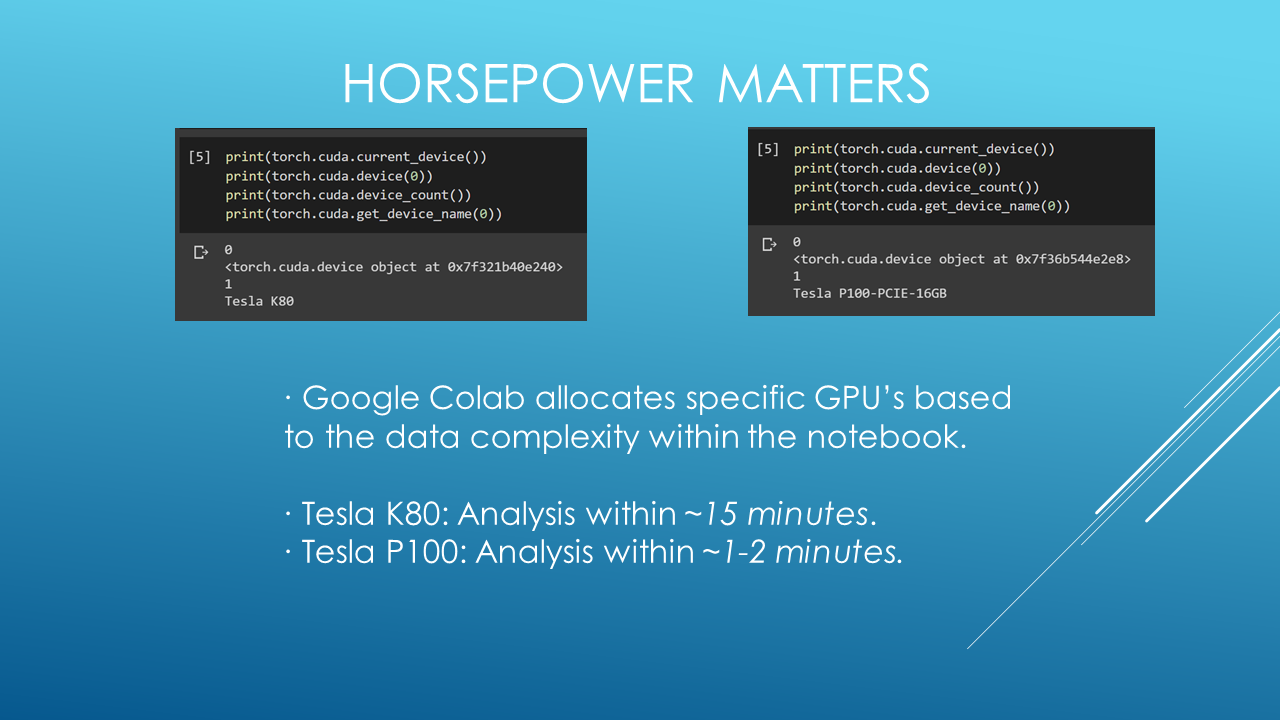 HORSEPOWER MATTERS
[5] print(torch.cuda.current_device())
print(torch.cuda.device(0))
print(torch.cuda.device_count())
print(torch.cuda.get_device_name(0))
0
<torch.cuda.device object at 0x7f321b40e240>
1
Tesla K80
[5] print(torch.cuda.current_device())
print(torch.cuda.device(0))
print(torch.cuda.device_count())
print(torch.cuda.get_device_name(0))
0
<torch.cuda.device object at 0x7f36b544e2e8>
1
Tesla P100-PCIE-16GB
· Google Colab allocates specific GPU’s based
to the data complexity within the notebook.
· Tesla K80: Analysis within ~15 minutes.
· Tesla P100: Analysis within ~1-2 minutes.